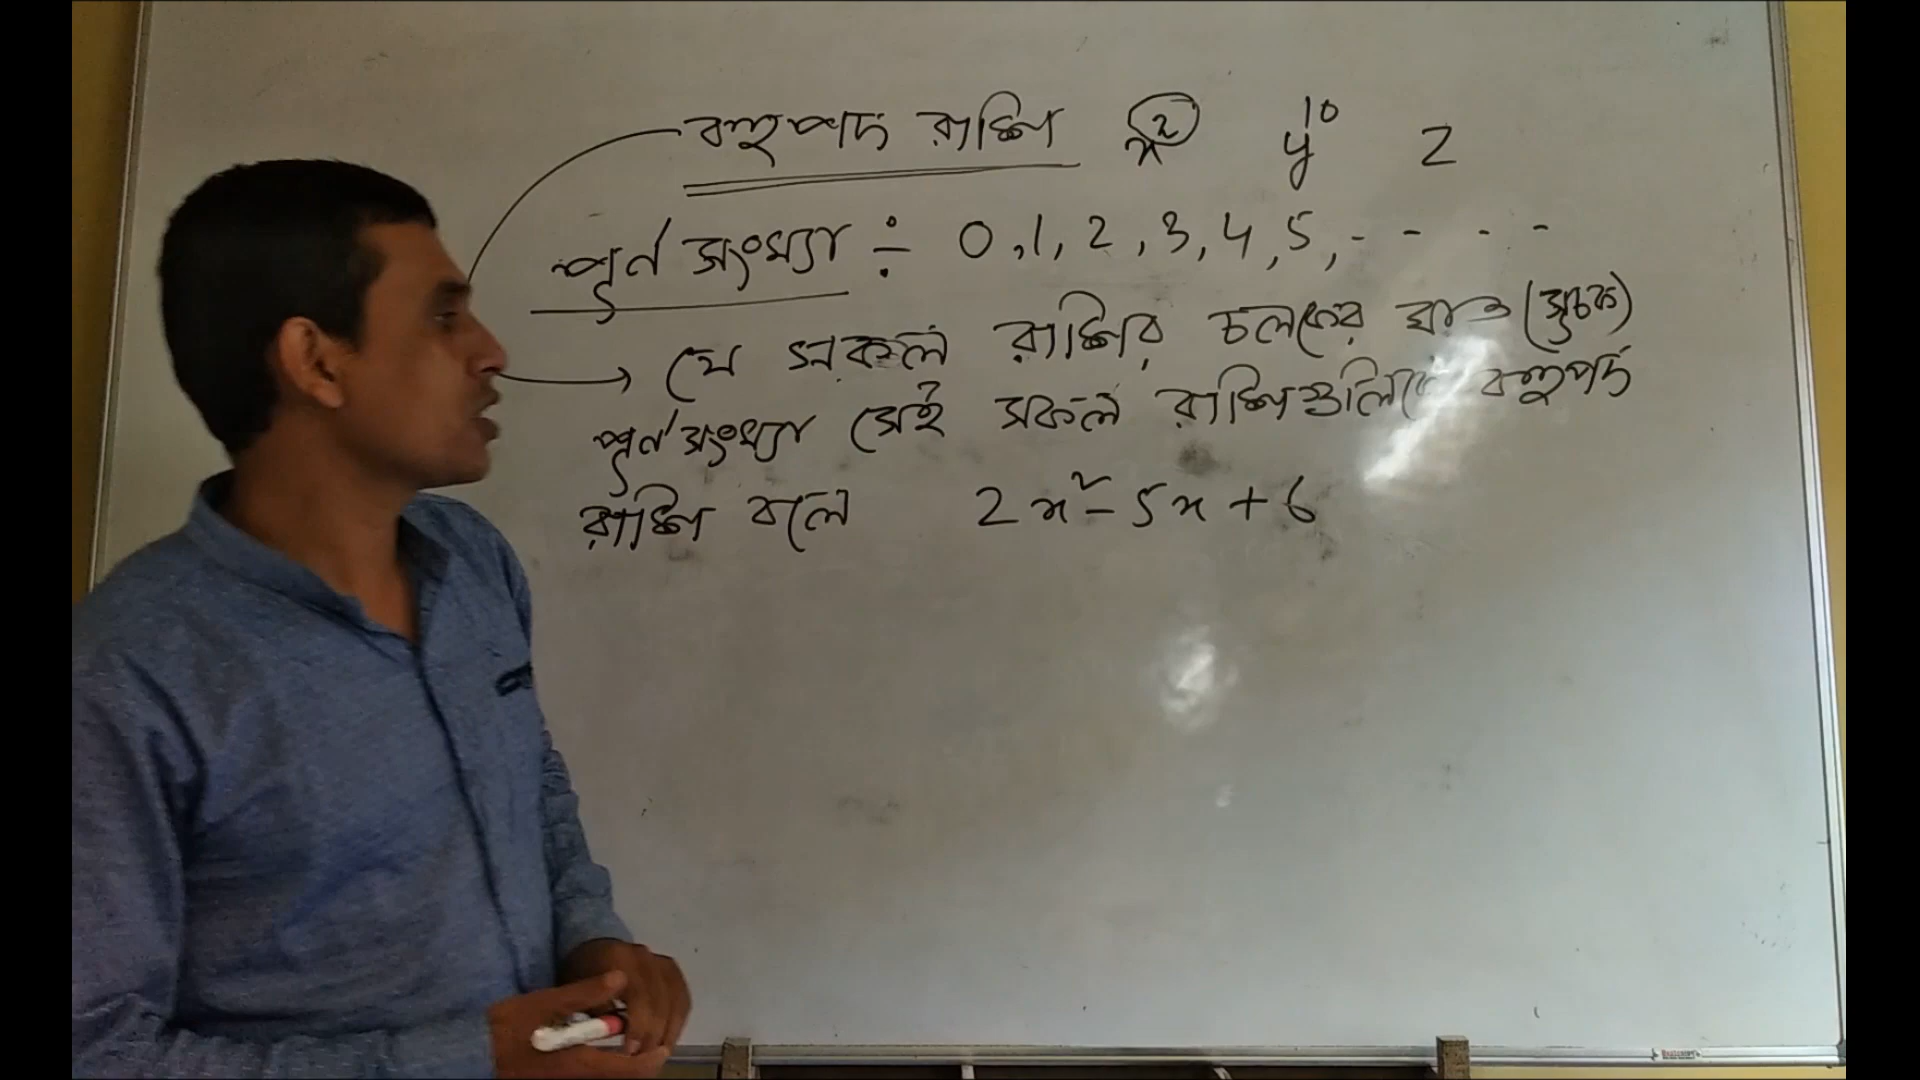 বহুপদ রাশি x² y¹⁰ z
পূর্ণ সংখ্যা ÷ 0,1,2,3,4,5,- - - -
→ যে সকল রাশির চলকের ঘাত (সুচক)
পূর্ণসংখ্যা সেই সকল রাশিগুলিকে বহুপদ
রাশি বলে 2x² - 5x + 6